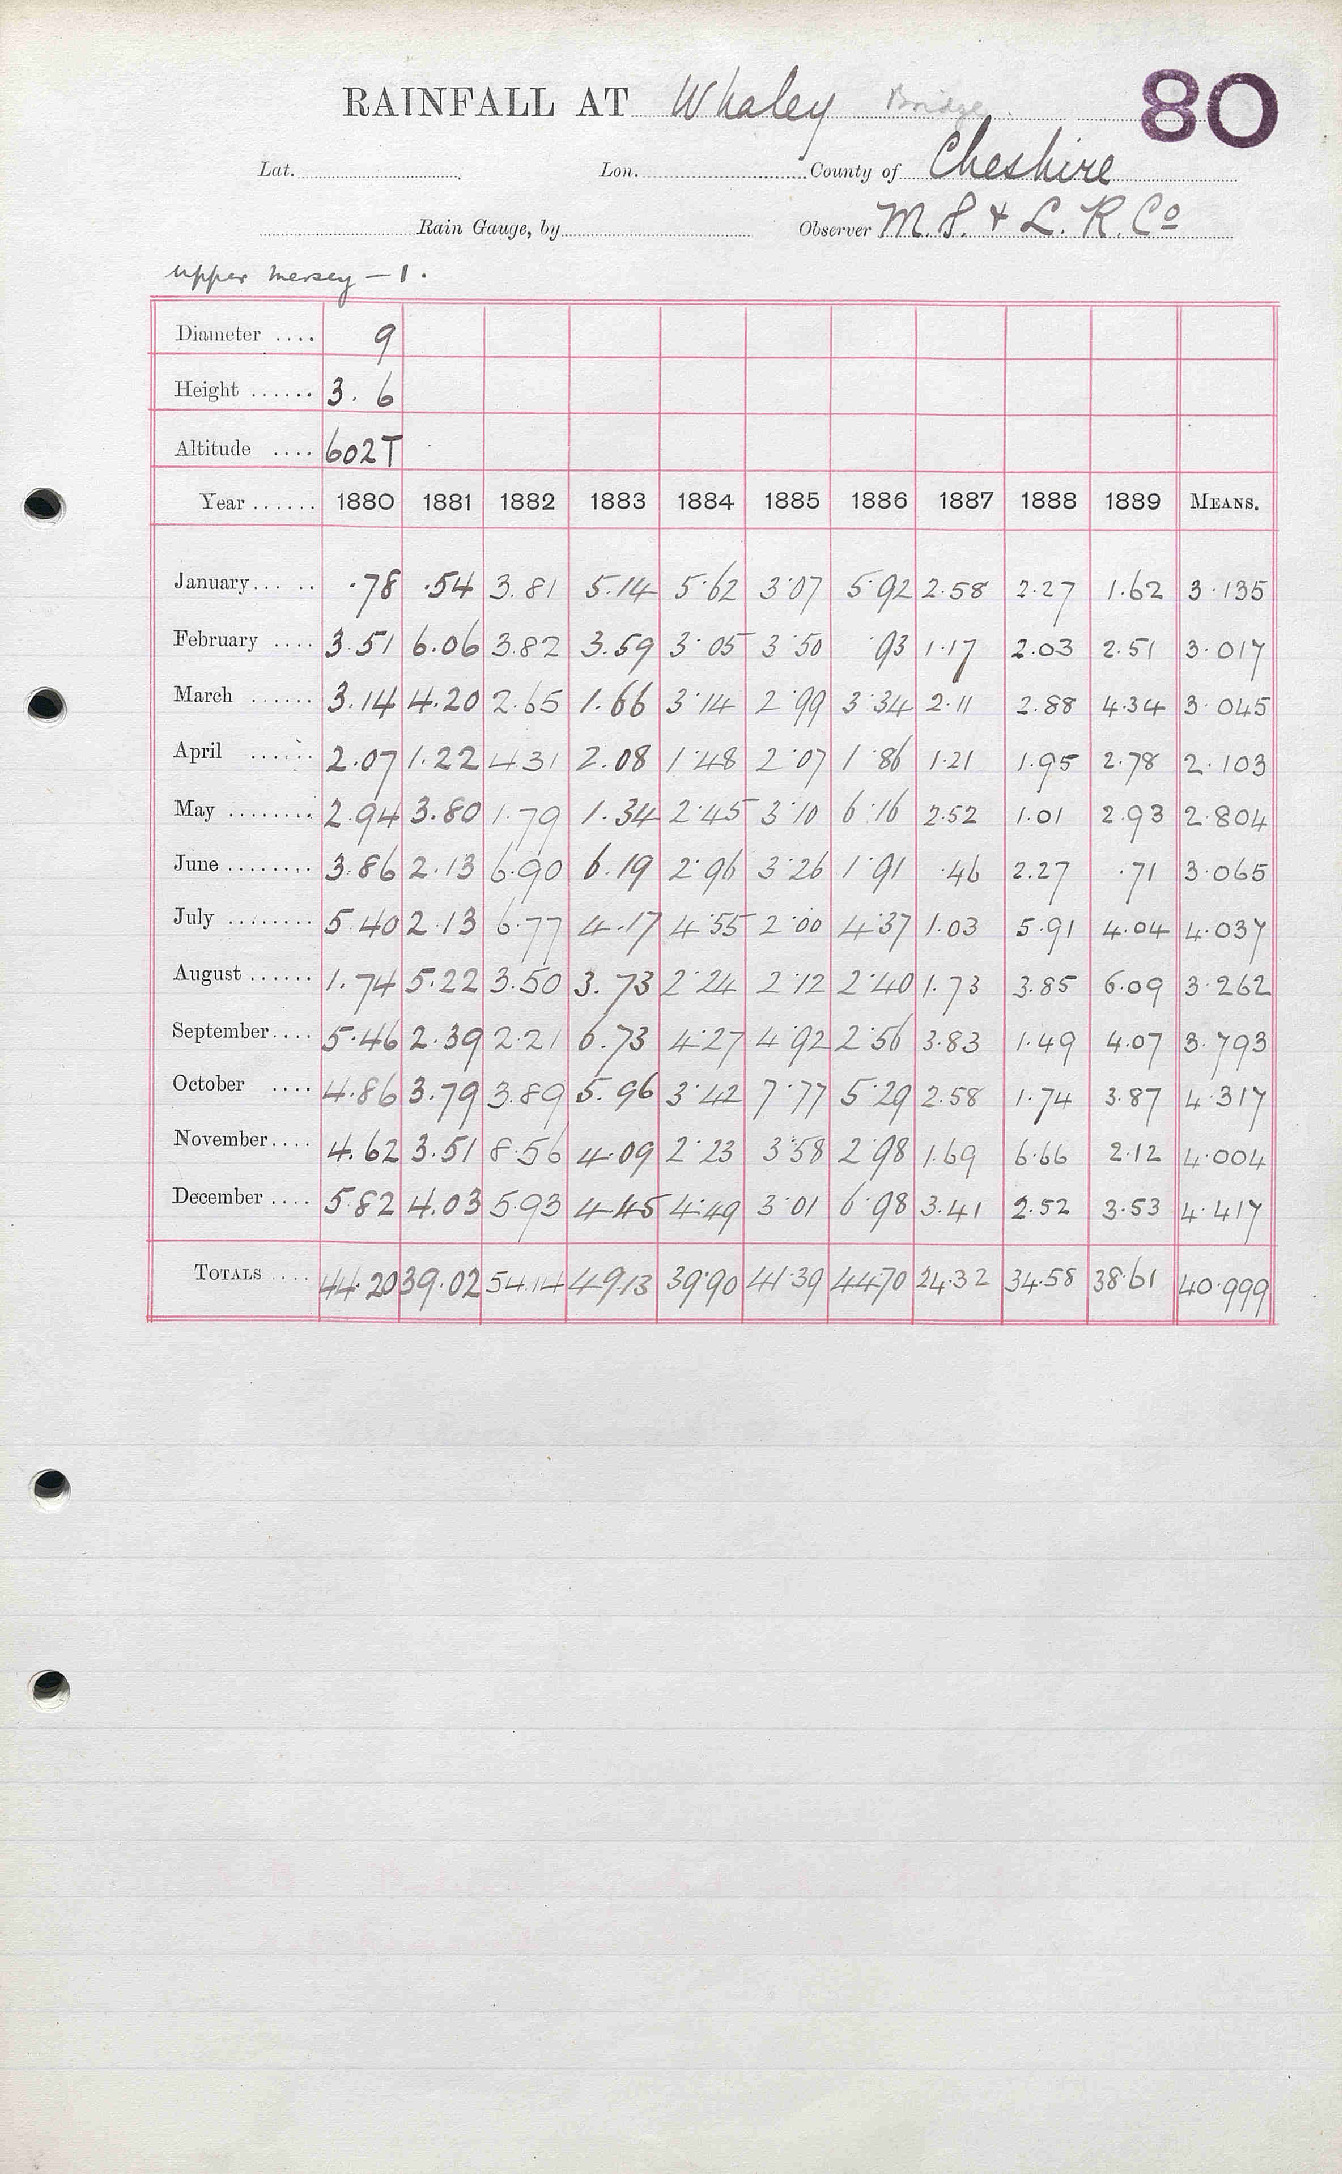 RAINFALL AT Whaley Bridge 80
Lat. Lon. County of Cheshire
Rain Gauge, by Observer M. S. & L. R. Co
Upper Mersey — 1.
Diameter .... 9
Height ...... 3. 6
Altitude .... 602T
Year ...... 1880 1881 1882 1883 1884 1885 1886 1887 1888 1889 MEANS.
January ..... .78 .54 3.81 5.14 5.62 3.07 5.92 2.58 2.27 1.62 3.135
February .... 3.51 6.06 3.82 3.59 3.05 3.50 .93 1.17 2.03 2.51 3.017
March ...... 3.14 4.20 2.65 1.66 3.14 2.99 3.34 2.11 2.88 4.34 3.045
April ...... 2.07 1.22 4.31 2.08 1.48 2.07 1.86 1.21 1.95 2.78 2.103
May ........ 2.94 3.80 1.79 1.34 2.45 3.10 6.16 2.52 1.01 2.93 2.804
June ........ 3.86 2.13 6.90 6.19 2.96 3.26 1.91 .46 2.27 .71 3.065
July ........ 5.40 2.13 6.77 4.17 4.55 2.00 4.37 1.03 5.91 4.04 4.037
August ...... 1.74 5.22 3.50 3.73 2.24 2.12 2.40 1.73 3.85 6.09 3.262
September .... 5.46 2.39 2.21 6.73 4.27 4.92 2.56 3.83 1.49 4.07 3.793
October .... 4.86 3.79 3.89 5.96 3.42 7.77 5.29 2.58 1.74 3.87 4.317
November .... 4.62 3.51 8.56 4.09 2.23 3.58 2.98 1.69 6.66 2.12 4.004
December .... 5.82 4.03 5.93 4.45 4.49 3.01 6.98 3.41 2.52 3.53 4.417
TOTALS .... 44.20 39.02 54.14 49.13 39.90 41.39 44.70 24.32 34.58 38.61 40.999